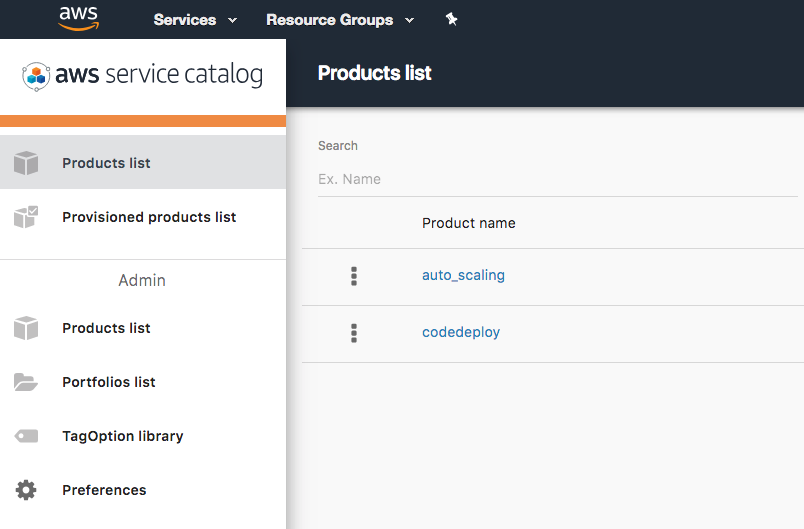 aws Services Resource Groups
aws service catalog
Products list
Provisioned products list
Admin
Products list
Portfolios list
TagOption library
Preferences
Products list
Search
Ex. Name
Product name
auto_scaling
codedeploy